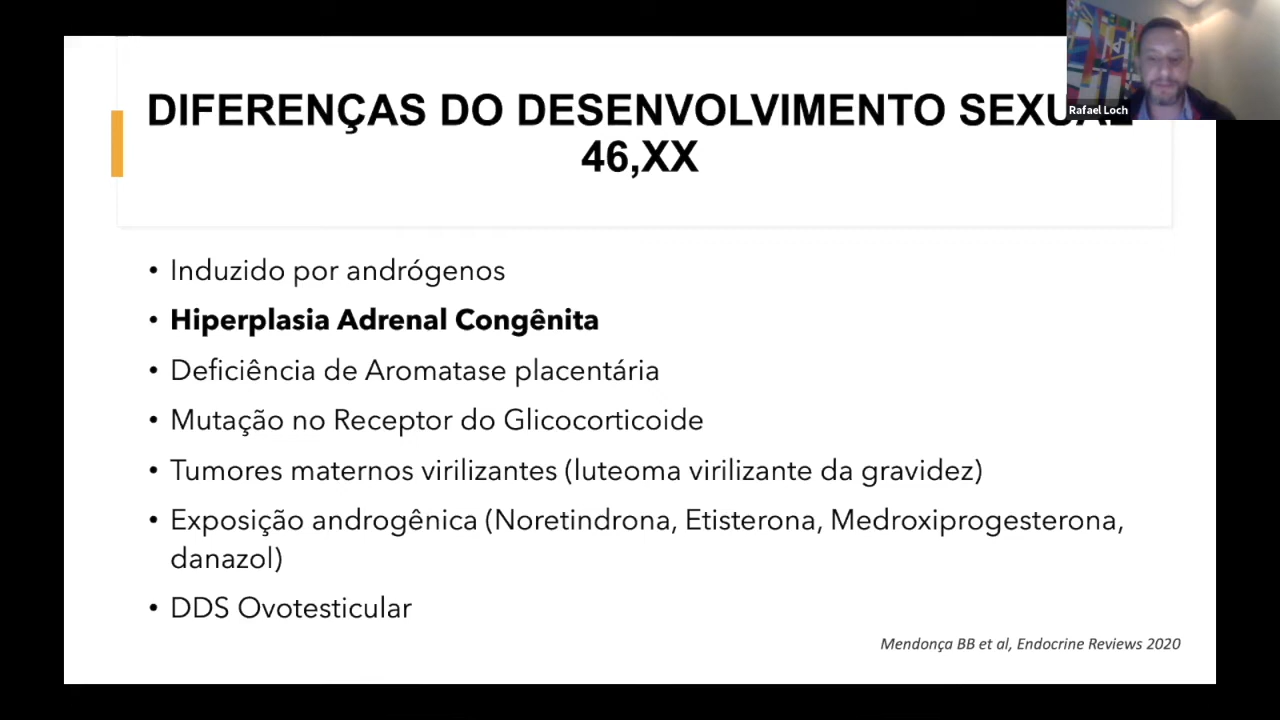 DIFERENÇAS DO DESENVOLVIMENTO SEXUAL
46,XX
Rafael Loch
• Induzido por andrógenos
• Hiperplasia Adrenal Congênita
• Deficiência de Aromatase placentária
• Mutação no Receptor do Glicocorticoide
• Tumores maternos virilizantes (luteoma virilizante da gravidez)
• Exposição androgênica (Noretindrona, Etisterona, Medroxiprogesterona,
danazol)
• DDS Ovotesticular
Mendonça BB et al, Endocrine Reviews 2020